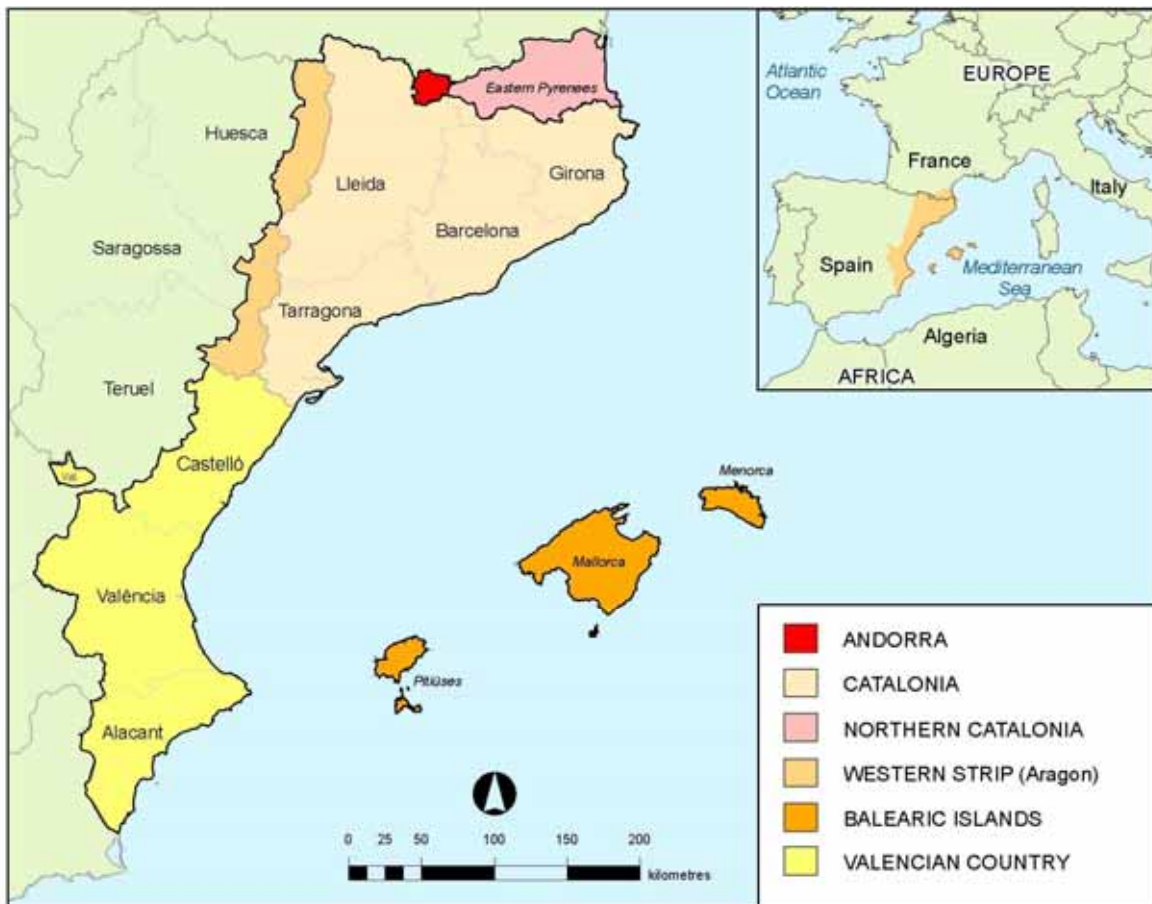 Eastern Pyrenees
Huesca
Lleida
Girona
Barcelona
Saragossa
Tarragona
Teruel
Castelló
Val.
València
Alacant
Menorca
Mallorca
Pitiüses
0 25 50 100 150 200
kilometres
Atlantic
Ocean
EUROPE
France
Italy
Spain
Mediterranean
Sea
Algeria
AFRICA
ANDORRA
CATALONIA
NORTHERN CATALONIA
WESTERN STRIP (Aragon)
BALEARIC ISLANDS
VALENCIAN COUNTRY